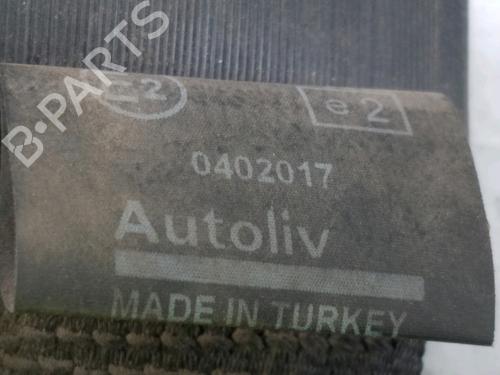 B-PARTS
E2 e2
0402017
Autoliv
MADE IN TURKEY